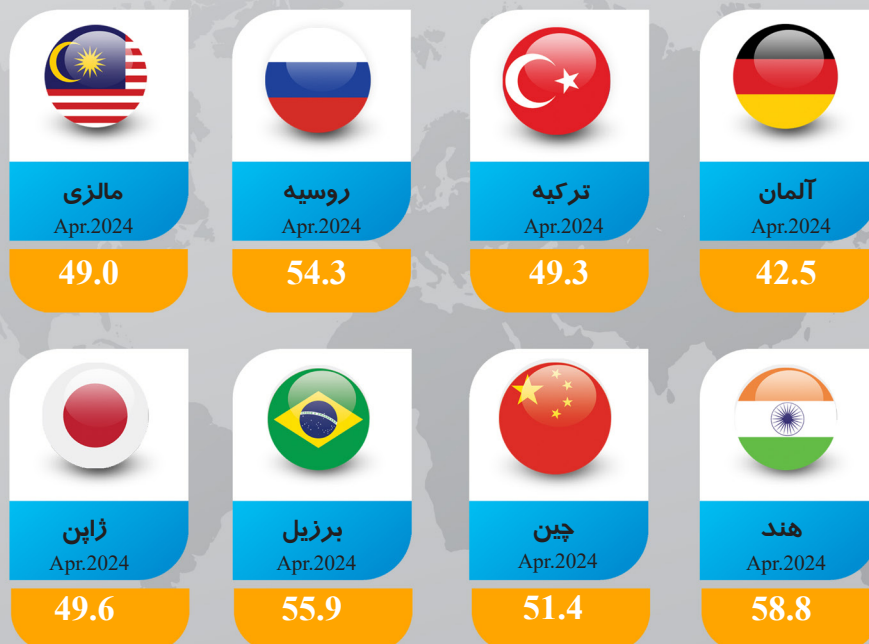 آلمان
Apr.2024
42.5
ترکیه
Apr.2024
49.3
روسیه
Apr.2024
54.3
مالزی
Apr.2024
49.0
هند
Apr.2024
58.8
چین
Apr.2024
51.4
برزیل
Apr.2024
55.9
ژاپن
Apr.2024
49.6